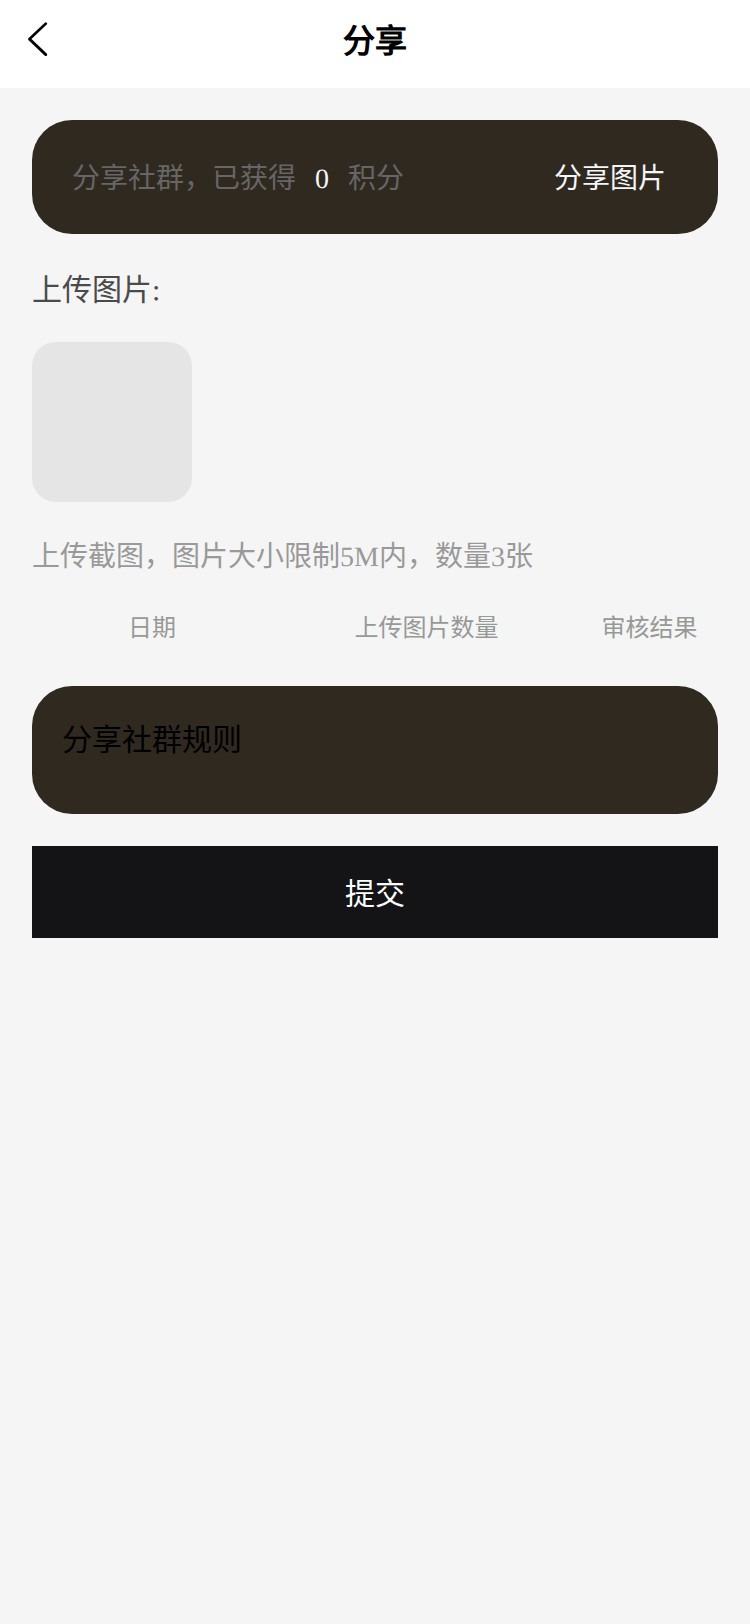 分享
分享社群，已获得 0 积分 分享图片
上传图片:
上传截图，图片大小限制5M内，数量3张
日期 上传图片数量 审核结果
分享社群规则
提交